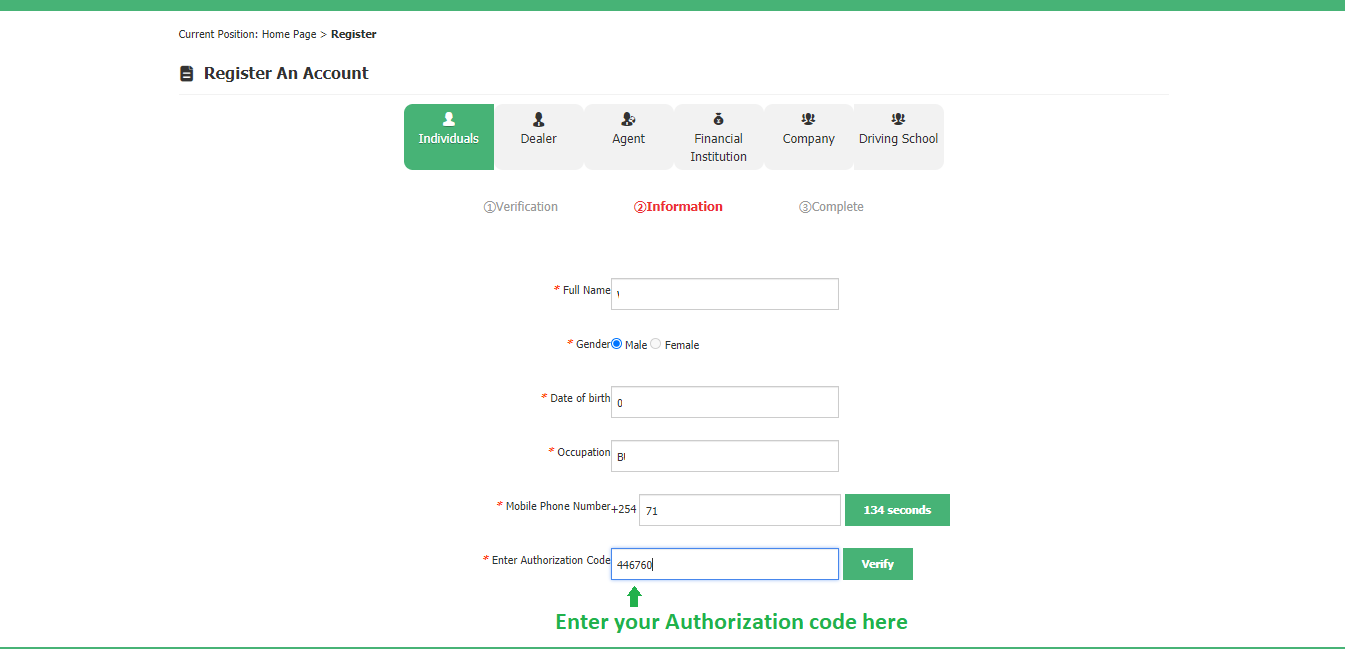 Current Position: Home Page > Register
Register An Account
Individuals
Dealer
Agent
Financial
Institution
Company
Driving School
①Verification
②Information
③Complete
* Full Name
* Gender Male Female
* Date of birth 0
* Occupation
* Mobile Phone Number +254 71 134 seconds
* Enter Authorization Code 446760 Verify
Enter your Authorization code here